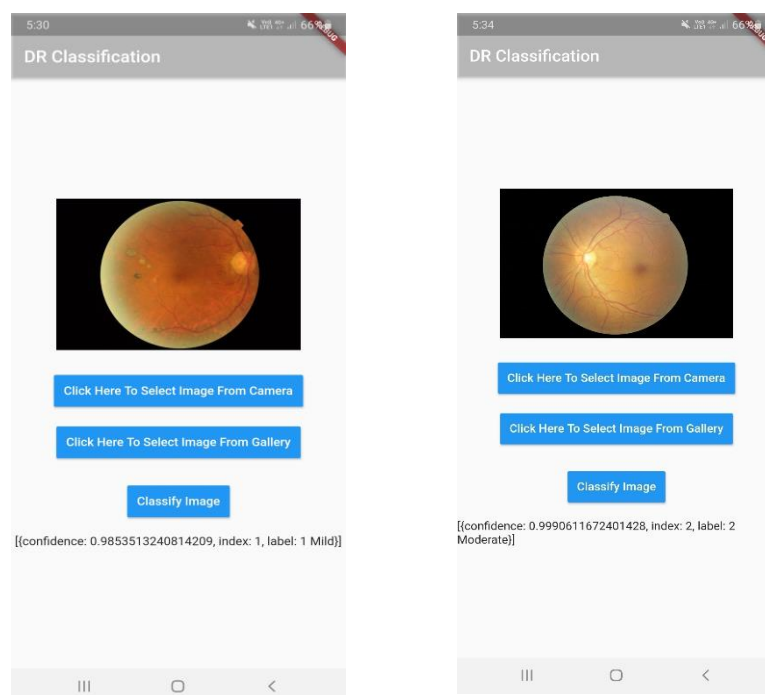 5:30
66%
DR Classification
Click Here To Select Image From Camera
Click Here To Select Image From Gallery
Classify Image
[{confidence: 0.9853513240814209, index: 1, label: 1 Mild}]
5:34
66%
DR Classification
Click Here To Select Image From Camera
Click Here To Select Image From Gallery
Classify Image
[{confidence: 0.9990611672401428, index: 2, label: 2
Moderate}]